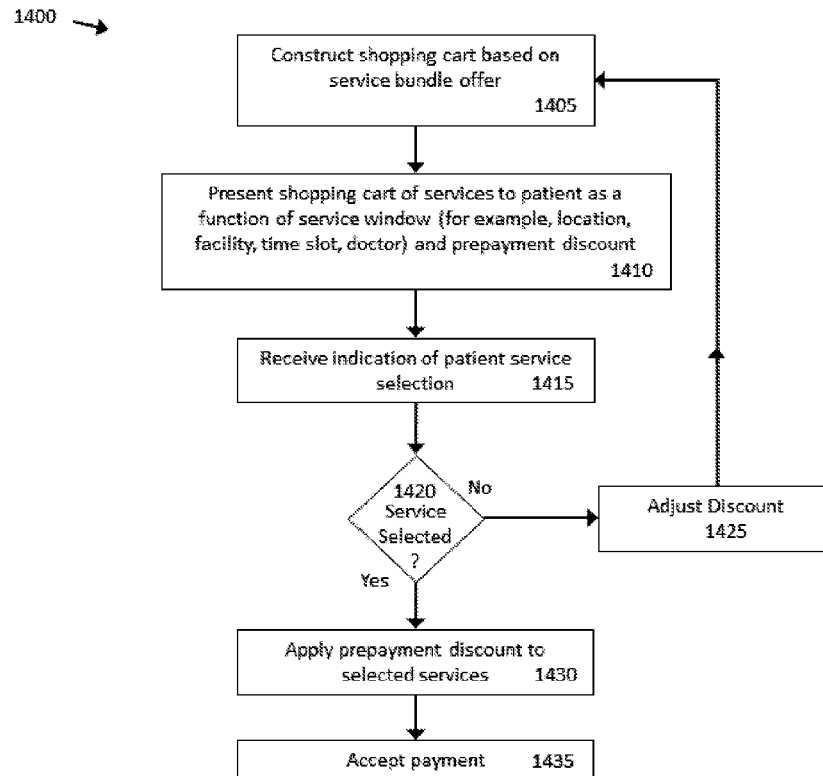 1400
Construct shopping cart based on
service bundle offer
1405
Present shopping cart of services to patient as a
function of service window (for example, location,
facility, time slot, doctor) and prepayment discount
1410
Receive indication of patient service
selection 1415
1420
Service
Selected
?
No
Yes
Adjust Discount
1425
Apply prepayment discount to
selected services 1430
Accept payment 1435